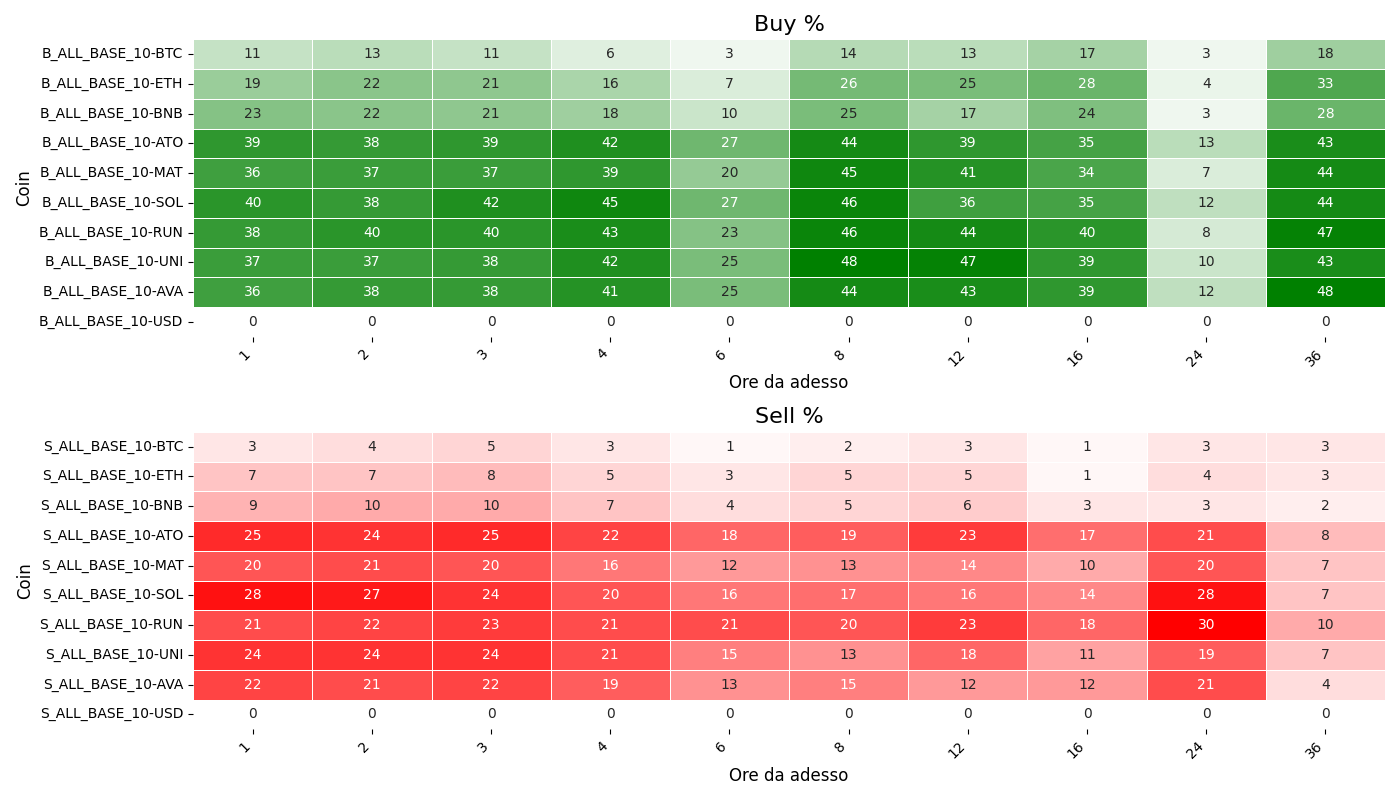 Buy %
Coin
B_ALL_BASE_10-BTC 11 13 11 6 3 14 13 17 3 18
B_ALL_BASE_10-ETH 19 22 21 16 7 26 25 28 4 33
B_ALL_BASE_10-BNB 23 22 21 18 10 25 17 24 3 28
B_ALL_BASE_10-ATO 39 38 39 42 27 44 39 35 13 43
B_ALL_BASE_10-MAT 36 37 37 39 20 45 41 34 7 44
B_ALL_BASE_10-SOL 40 38 42 45 27 46 36 35 12 44
B_ALL_BASE_10-RUN 38 40 40 43 23 46 44 40 8 47
B_ALL_BASE_10-UNI 37 37 38 42 25 48 47 39 10 43
B_ALL_BASE_10-AVA 36 38 38 41 25 44 43 39 12 48
B_ALL_BASE_10-USD 0 0 0 0 0 0 0 0 0 0
1 2 3 4 6 8 12 16 24 36
Ore da adesso
Sell %
Coin
S_ALL_BASE_10-BTC 3 4 5 3 1 2 3 1 3 3
S_ALL_BASE_10-ETH 7 7 8 5 3 5 5 1 4 3
S_ALL_BASE_10-BNB 9 10 10 7 4 5 6 3 3 2
S_ALL_BASE_10-ATO 25 24 25 22 18 19 23 17 21 8
S_ALL_BASE_10-MAT 20 21 20 16 12 13 14 10 20 7
S_ALL_BASE_10-SOL 28 27 24 20 16 17 16 14 28 7
S_ALL_BASE_10-RUN 21 22 23 21 21 20 23 18 30 10
S_ALL_BASE_10-UNI 24 24 24 21 15 13 18 11 19 7
S_ALL_BASE_10-AVA 22 21 22 19 13 15 12 12 21 4
S_ALL_BASE_10-USD 0 0 0 0 0 0 0 0 0 0
1 2 3 4 6 8 12 16 24 36
Ore da adesso